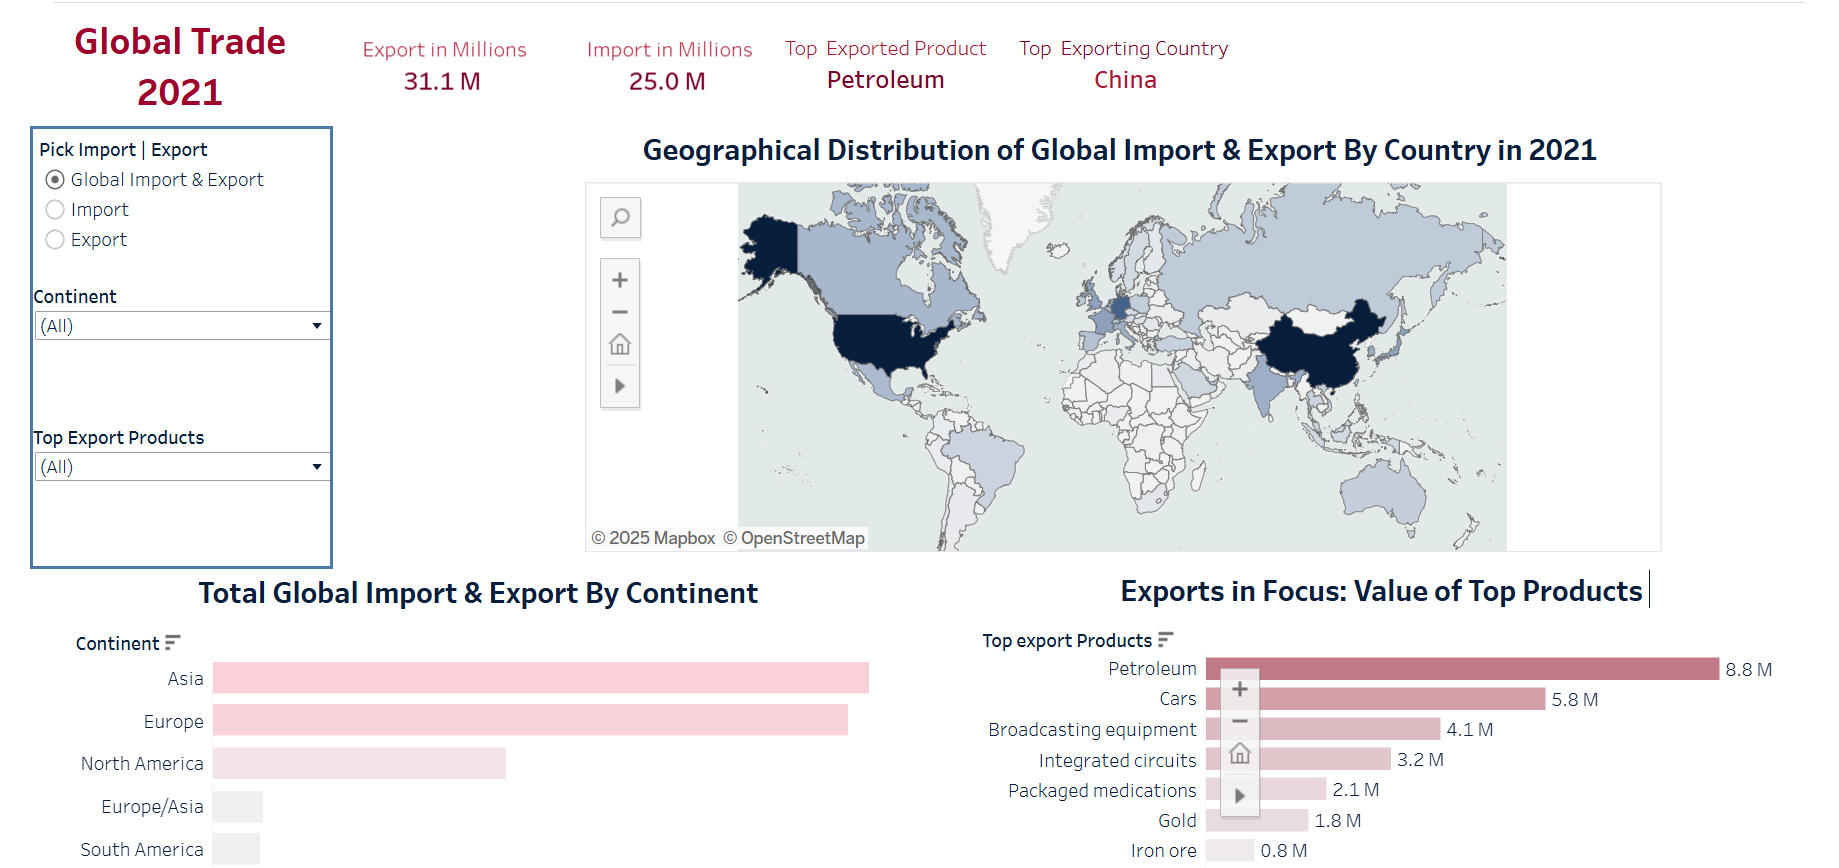 Global Trade
2021
Export in Millions
31.1 M
Import in Millions
25.0 M
Top Exported Product
Petroleum
Top Exporting Country
China
Pick Import | Export
Global Import & Export
Import
Export
Continent
(All)
Top Export Products
(All)
Geographical Distribution of Global Import & Export By Country in 2021
© 2025 Mapbox © OpenStreetMap
Total Global Import & Export By Continent
Continent
Asia
Europe
North America
Europe/Asia
South America
Exports in Focus: Value of Top Products
Top export Products
Petroleum 8.8 M
Cars 5.8 M
Broadcasting equipment 4.1 M
Integrated circuits 3.2 M
Packaged medications 2.1 M
Gold 1.8 M
Iron ore 0.8 M